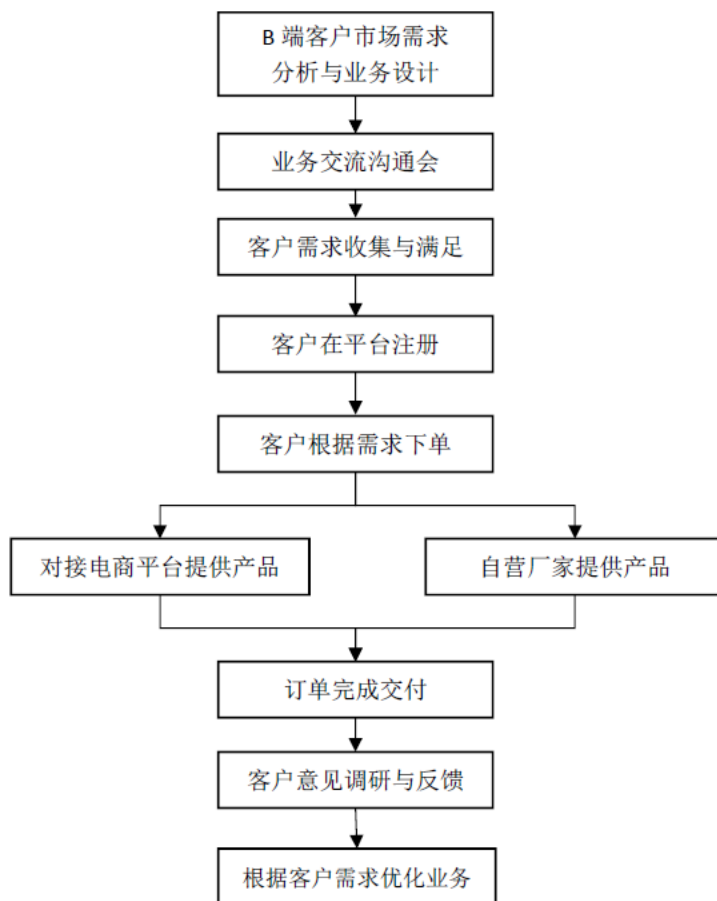 B 端客户市场需求
分析与业务设计
业务交流沟通会
客户需求收集与满足
客户在平台注册
客户根据需求下单
对接电商平台提供产品
自营厂家提供产品
订单完成交付
客户意见调研与反馈
根据客户需求优化业务